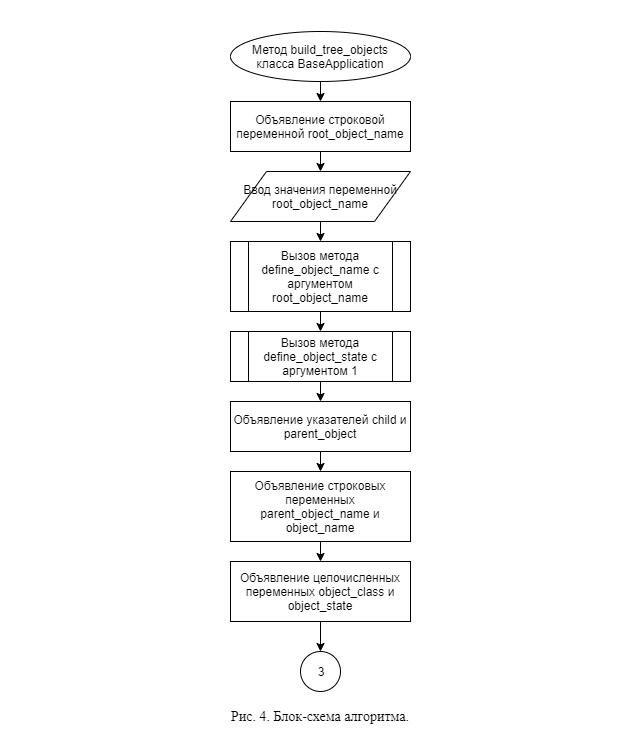 Метод build_tree_objects
класса BaseApplication
Объявление строковой
переменной root_object_name
Ввод значения переменной
root_object_name
Вызов метода
define_object_name с
аргументом
root_object_name
Вызов метода
define_object_state с
аргументом 1
Объявление указателей child и
parent_object
Объявление строковых
переменных
parent_object_name и
object_name
Объявление целочисленных
переменных object_class и
object_state
3
Рис. 4. Блок-схема алгоритма.